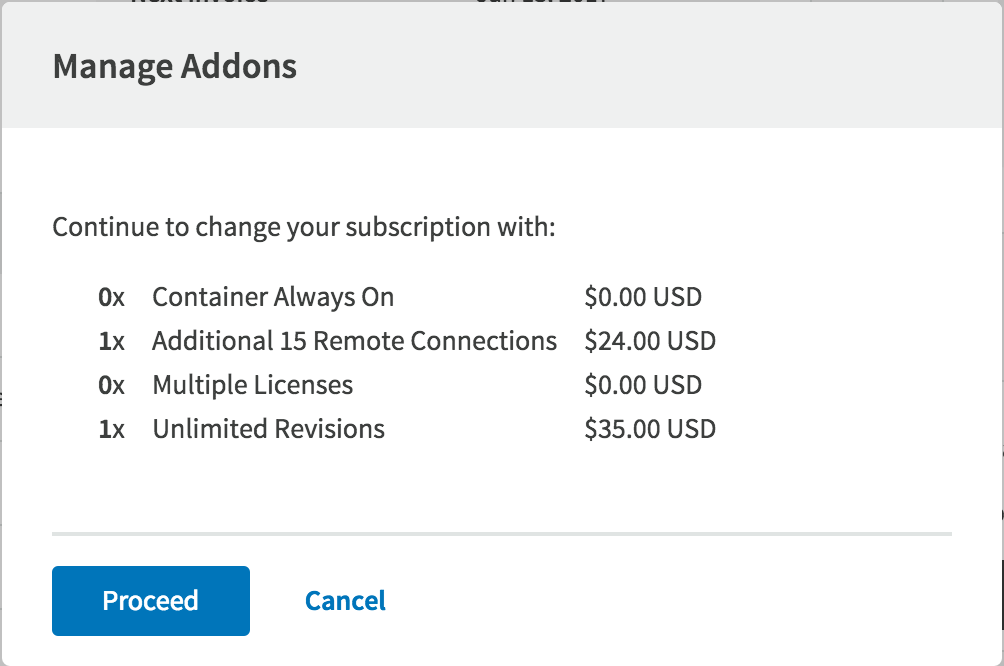 Manage Addons
Continue to change your subscription with:
0x Container Always On $0.00 USD
1x Additional 15 Remote Connections $24.00 USD
0x Multiple Licenses $0.00 USD
1x Unlimited Revisions $35.00 USD
Proceed Cancel